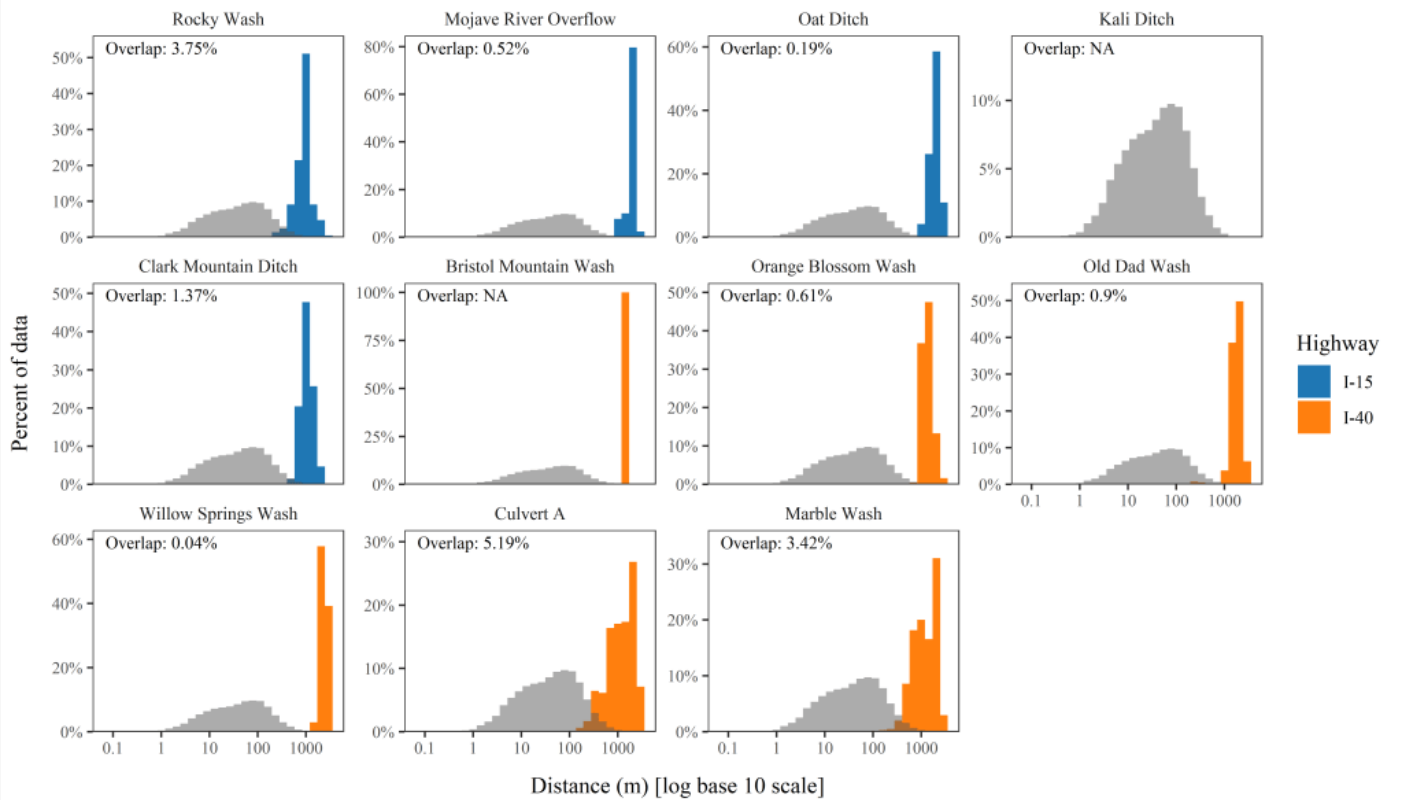 Rocky Wash
Mojave River Overflow
Oat Ditch
Kali Ditch
Overlap: 3.75%
Overlap: 0.52%
Overlap: 0.19%
Overlap: NA
50%
40%
30%
20%
10%
0%
80%
60%
40%
20%
0%
60%
40%
20%
0%
10%
5%
0%
Clark Mountain Ditch
Bristol Mountain Wash
Orange Blossom Wash
Old Dad Wash
Overlap: 1.37%
Overlap: NA
Overlap: 0.61%
Overlap: 0.9%
50%
40%
30%
20%
10%
0%
100%
75%
50%
25%
0%
50%
40%
30%
20%
10%
0%
50%
40%
30%
20%
10%
0%
0.1 1 10 100 1000
Willow Springs Wash
Culvert A
Marble Wash
Overlap: 0.04%
Overlap: 5.19%
Overlap: 3.42%
60%
40%
20%
0%
30%
20%
10%
0%
30%
20%
10%
0%
0.1 1 10 100 1000
0.1 1 10 100 1000
0.1 1 10 100 1000
Percent of data
Distance (m) [log base 10 scale]
Highway
I-15
I-40